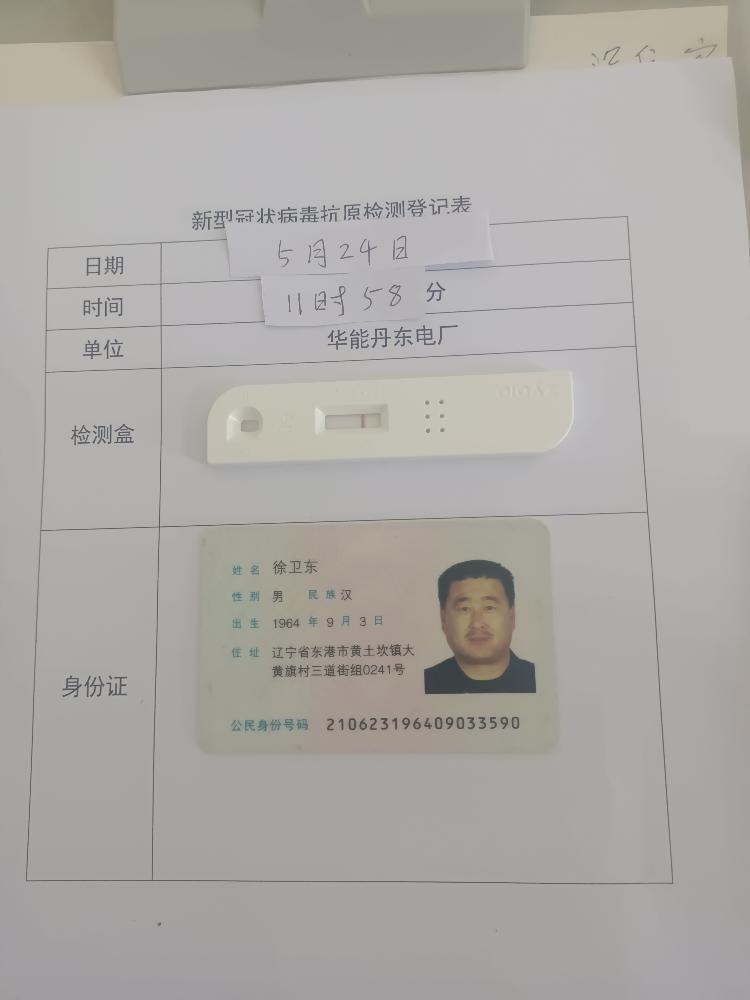 新型冠状病毒抗原检测登记表
日期 5月24日
时间 11时58分
单位 华能丹东电厂
检测盒
身份证
姓名 徐卫东
性别 男 民族 汉
出生 1964 年 9 月 3 日
住址 辽宁省东港市黄土坎镇大
黄旗村三道街组0241号
公民身份号码 210623196409033590